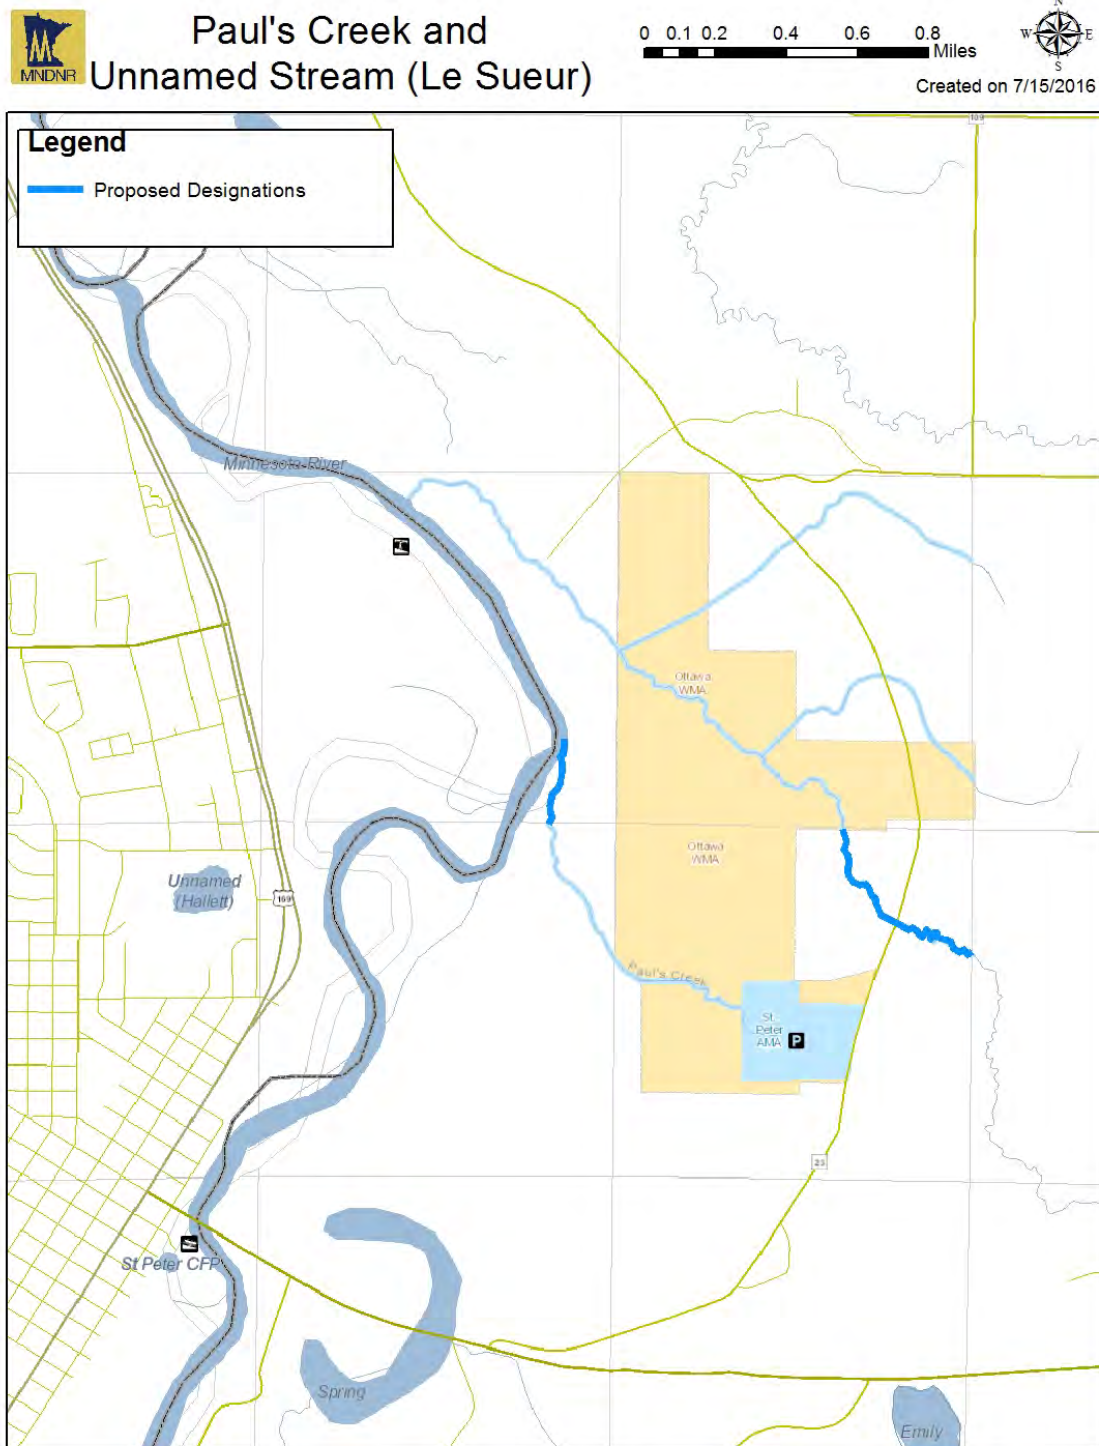 MNDNR
Paul's Creek and
Unnamed Stream (Le Sueur)
0 0.1 0.2 0.4 0.6 0.8
Miles
N
W E
S
Created on 7/15/2016
Legend
Proposed Designations
169
Minnesota River
Ottawa
WMA
Ottawa
WMA
Unnamed
(Hallett)
169
Paul's Creek
St.
Peter
AMA
P
23
St Peter CFP
Spring
Emily